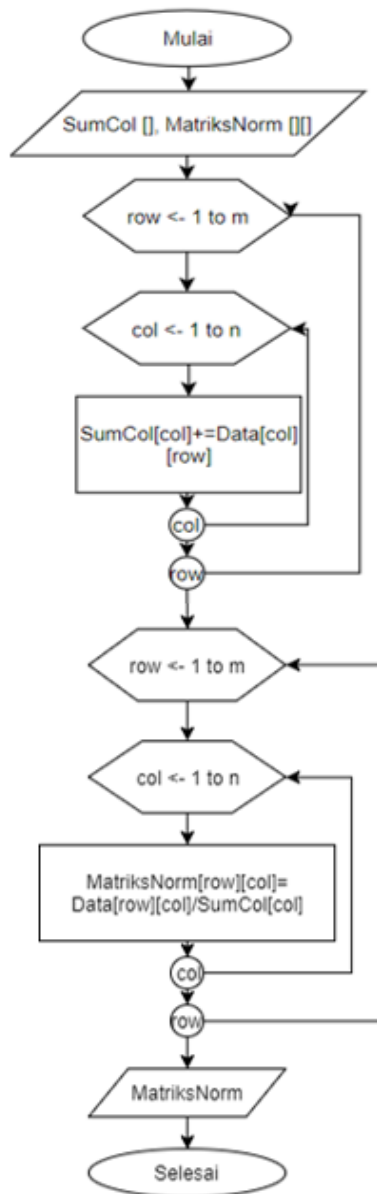 Mulai
SumCol [], MatriksNorm [][]
row <- 1 to m
col <- 1 to n
SumCol[col]+=Data[col]
[row]
col
row
row <- 1 to m
col <- 1 to n
MatriksNorm[row][col]=
Data[row][col]/SumCol[col]
col
row
MatriksNorm
Selesai